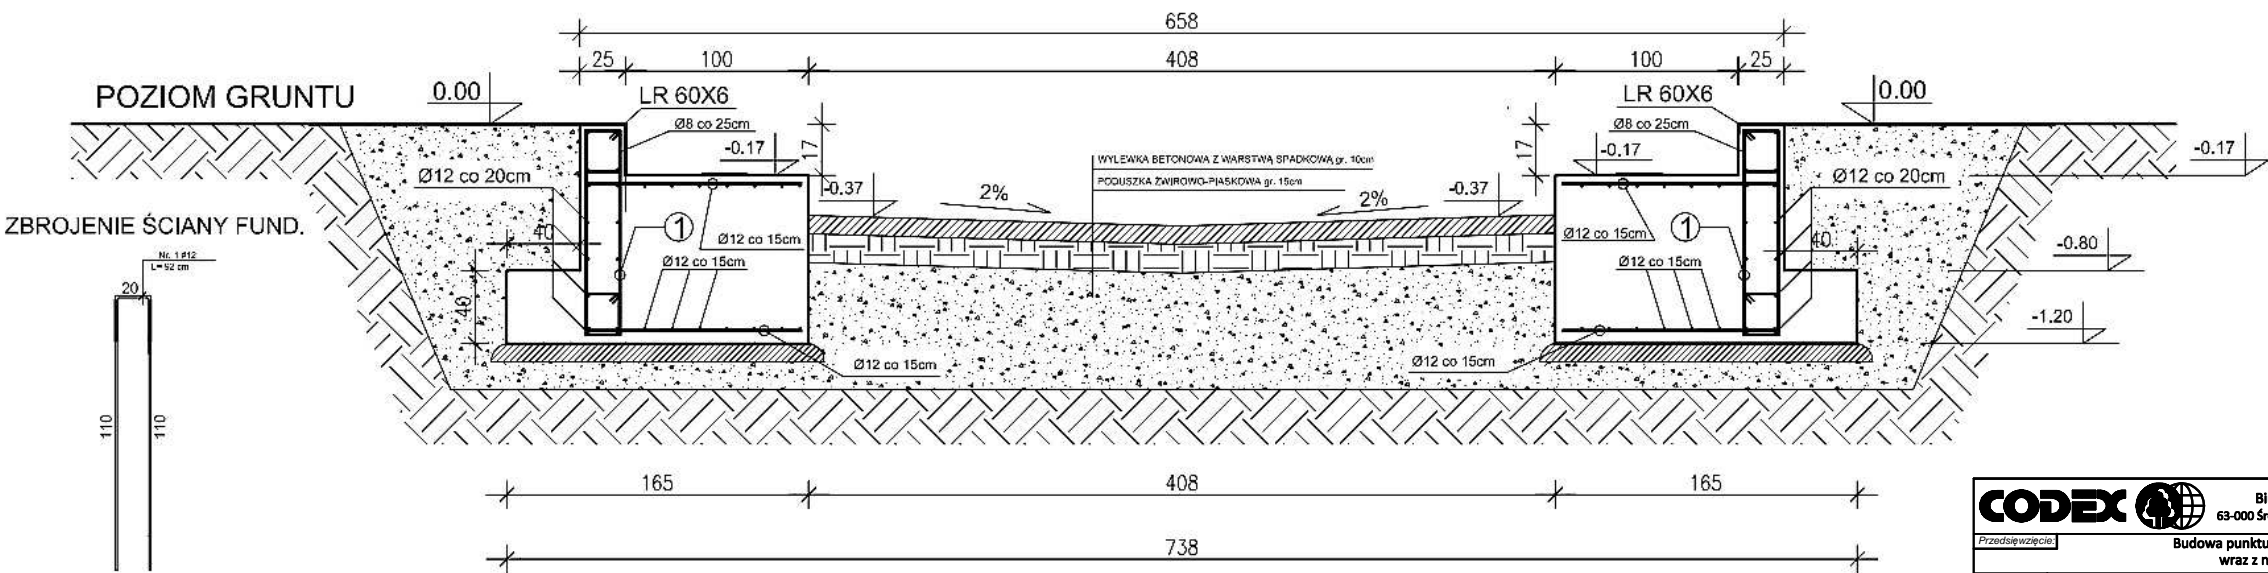 658
25 100 408 100 25
POZIOM GRUNTU 0.00 LR 60X6 LR 60X6 0.00
Ø8 co 25cm Ø8 co 25cm
17 17
-0.17 -0.17 -0.17
WYLEWKA BETONOWA Z WARSTWĄ SPADKOWĄ gr. 10cm
PODUSZKA ŻWIROWO-PIASKOWA gr. 15cm
Ø12 co 20cm Ø12 co 20cm
-0.37 2% 2% -0.37
ZBROJENIE ŚCIANY FUND.
40 1 Ø12 co 15cm Ø12 co 15cm 1 40
Nr. 1 #12
L= 92 cm
Ø12 co 15cm Ø12 co 15cm
-0.80
20
40
-1.20
Ø12 co 15cm Ø12 co 15cm
110 110
165 408 165
738
CODEX
Bi
63-000 Śr
Przedsięwzięcie:
Budowa punktu
wraz z n